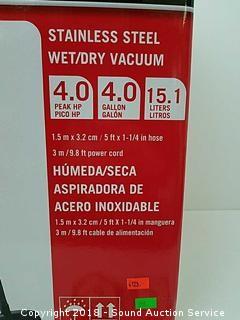 STAINLESS STEEL
WET/DRY VACUUM
4.0 4.0 15.1
PEAK HP GALLON LITERS
PICO HP GALÓN LITROS
1.5 m x 3.2 cm / 5 ft x 1-1/4 in hose
3 m / 9.8 ft power cord
HÚMEDA/SECA
ASPIRADORA DE
ACERO INOXIDABLE
1.5 m x 3.2 cm / 5 ft X 1-1/4 in manguera
3 m / 9.8 ft cable de alimentación
Copyright 2018 - Sound Auction Service